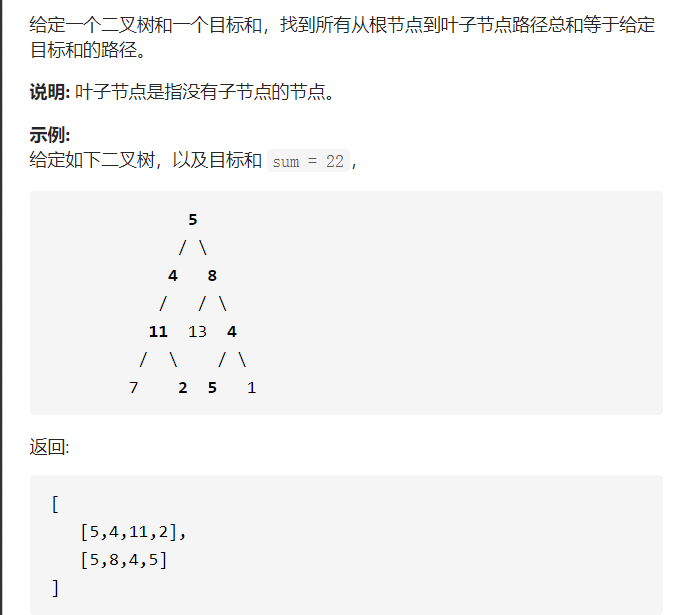 给定一个二叉树和一个目标和，找到所有从根节点到叶子节点路径总和等于给定
目标和的路径。
说明: 叶子节点是指没有子节点的节点。
示例:
给定如下二叉树，以及目标和 sum = 22 ，
5
/ \
4 8
/ / \
11 13 4
/ \ / \
7 2 5 1
返回:
[
[5,4,11,2],
[5,8,4,5]
]